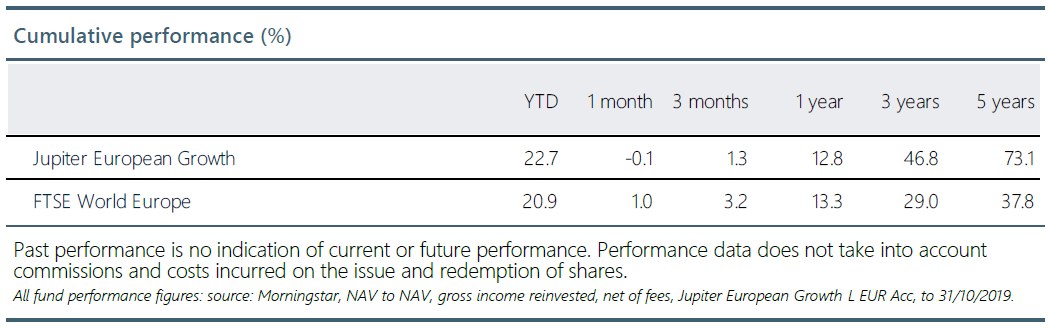 Cumulative performance (%)
YTD 1 month 3 months 1 year 3 years 5 years
Jupiter European Growth 22.7 -0.1 1.3 12.8 46.8 73.1
FTSE World Europe 20.9 1.0 3.2 13.3 29.0 37.8
Past performance is no indication of current or future performance. Performance data does not take into account
commissions and costs incurred on the issue and redemption of shares.
All fund performance figures: source: Morningstar, NAV to NAV, gross income reinvested, net of fees, Jupiter European Growth L EUR Acc, to 31/10/2019.